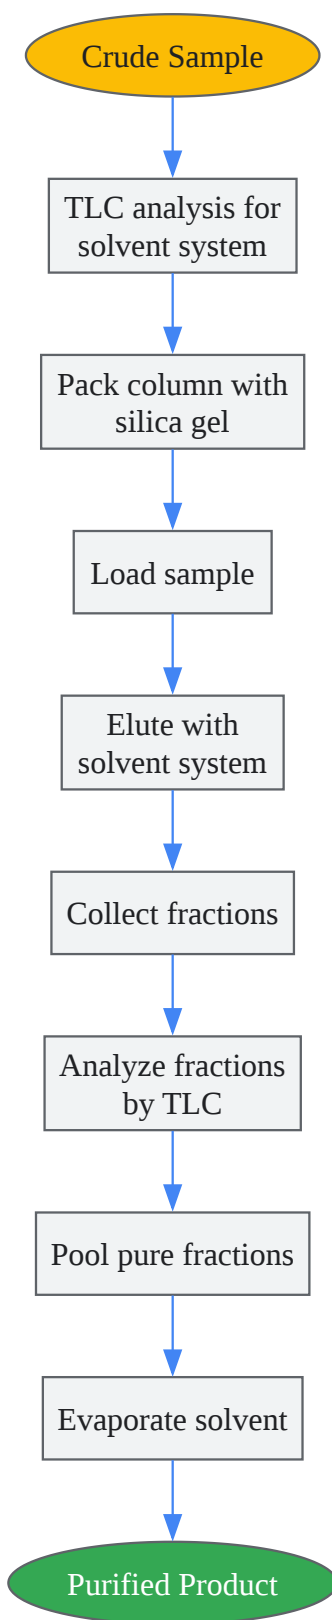 Crude Sample
TLC analysis for
solvent system
Pack column with
silica gel
Load sample
Elute with
solvent system
Collect fractions
Analyze fractions
by TLC
Pool pure fractions
Evaporate solvent
Purified Product